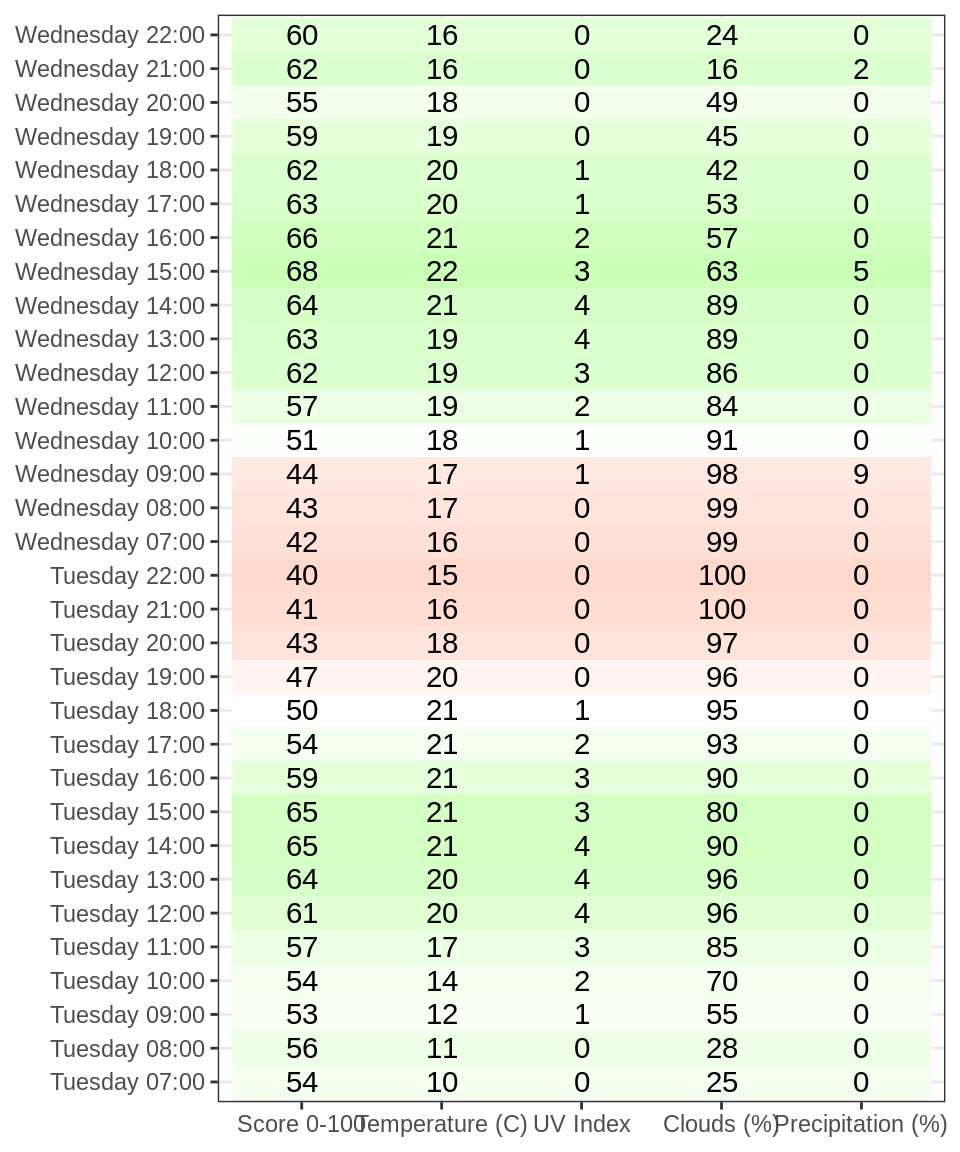 Wednesday 22:00 60 16 0 24 0
Wednesday 21:00 62 16 0 16 2
Wednesday 20:00 55 18 0 49 0
Wednesday 19:00 59 19 0 45 0
Wednesday 18:00 62 20 1 42 0
Wednesday 17:00 63 20 1 53 0
Wednesday 16:00 66 21 2 57 0
Wednesday 15:00 68 22 3 63 5
Wednesday 14:00 64 21 4 89 0
Wednesday 13:00 63 19 4 89 0
Wednesday 12:00 62 19 3 86 0
Wednesday 11:00 57 19 2 84 0
Wednesday 10:00 51 18 1 91 0
Wednesday 09:00 44 17 1 98 9
Wednesday 08:00 43 17 0 99 0
Wednesday 07:00 42 16 0 99 0
Tuesday 22:00 40 15 0 100 0
Tuesday 21:00 41 16 0 100 0
Tuesday 20:00 43 18 0 97 0
Tuesday 19:00 47 20 0 96 0
Tuesday 18:00 50 21 1 95 0
Tuesday 17:00 54 21 2 93 0
Tuesday 16:00 59 21 3 90 0
Tuesday 15:00 65 21 3 80 0
Tuesday 14:00 65 21 4 90 0
Tuesday 13:00 64 20 4 96 0
Tuesday 12:00 61 20 4 96 0
Tuesday 11:00 57 17 3 85 0
Tuesday 10:00 54 14 2 70 0
Tuesday 09:00 53 12 1 55 0
Tuesday 08:00 56 11 0 28 0
Tuesday 07:00 54 10 0 25 0
Score 0-100 Temperature (C) UV Index Clouds (%) Precipitation (%)